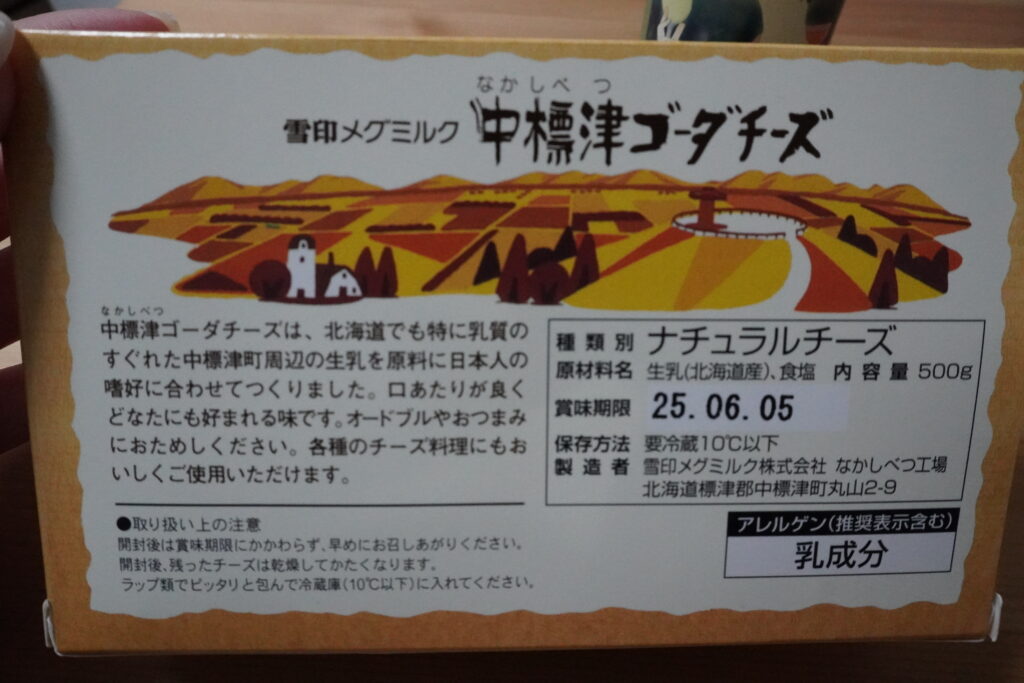 なかしべつ
雪印メグミルク 中標津ゴーダチーズ
なかしべつ
中標津ゴーダチーズは、北海道でも特に乳質の
すぐれた中標津町周辺の生乳を原料に日本人の
嗜好に合わせてつくりました。口あたりが良く
どなたにも好まれる味です。オードブルやおつまみ
におためしください。各種のチーズ料理にもお
いしくご使用いただけます。
●取り扱い上の注意
開封後は賞味期限にかかわらず、早めにお召しあがりください。
開封後、残ったチーズは乾燥してかたくなります。
ラップ類でピッタリと包んで冷蔵庫(10℃以下)に入れてください。
種類別 ナチュラルチーズ
原材料名 生乳(北海道産)、食塩 内容量 500g
賞味期限 25.06.05
保存方法 要冷蔵10℃以下
製造者 雪印メグミルク株式会社 なかしべつ工場
北海道標津郡中標津町丸山2-9
アレルゲン(推奨表示含む)
乳成分